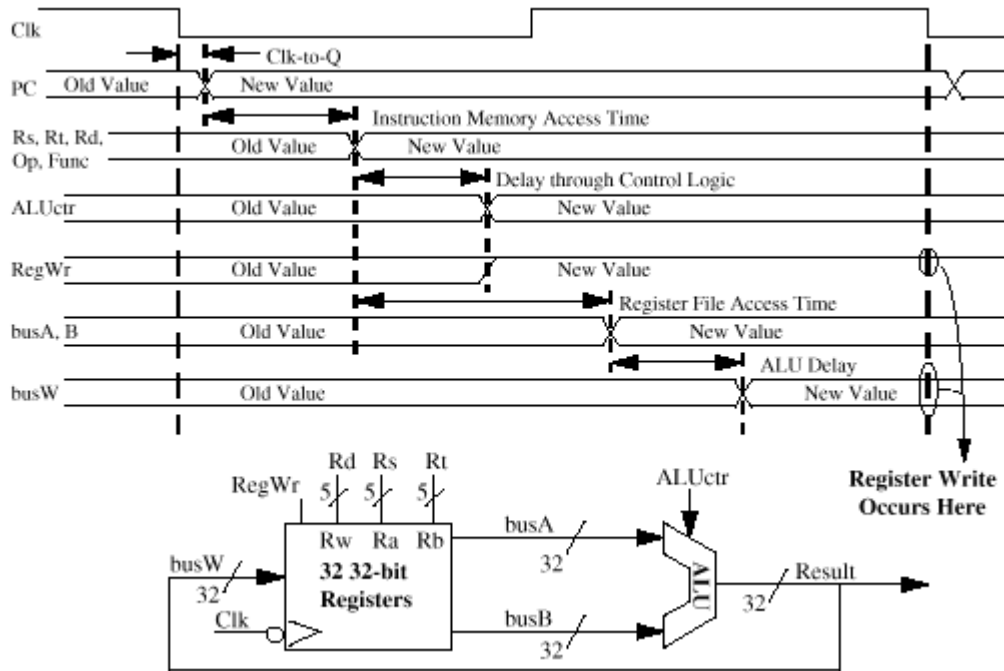 Clk
Clk-to-Q
PC Old Value New Value
Instruction Memory Access Time
Rs, Rt, Rd,
Op, Func
Old Value New Value
Delay through Control Logic
ALUctr Old Value New Value
RegWr Old Value New Value
Register File Access Time
busA, B Old Value New Value
ALU Delay
busW Old Value New Value
Register Write
Occurs Here
RegWr Rd Rs Rt ALUctr
5 5 5
Rw Ra Rb
busA
32
busW
32
32 32-bit
Registers
ALU
Result
32
Clk
busB
32